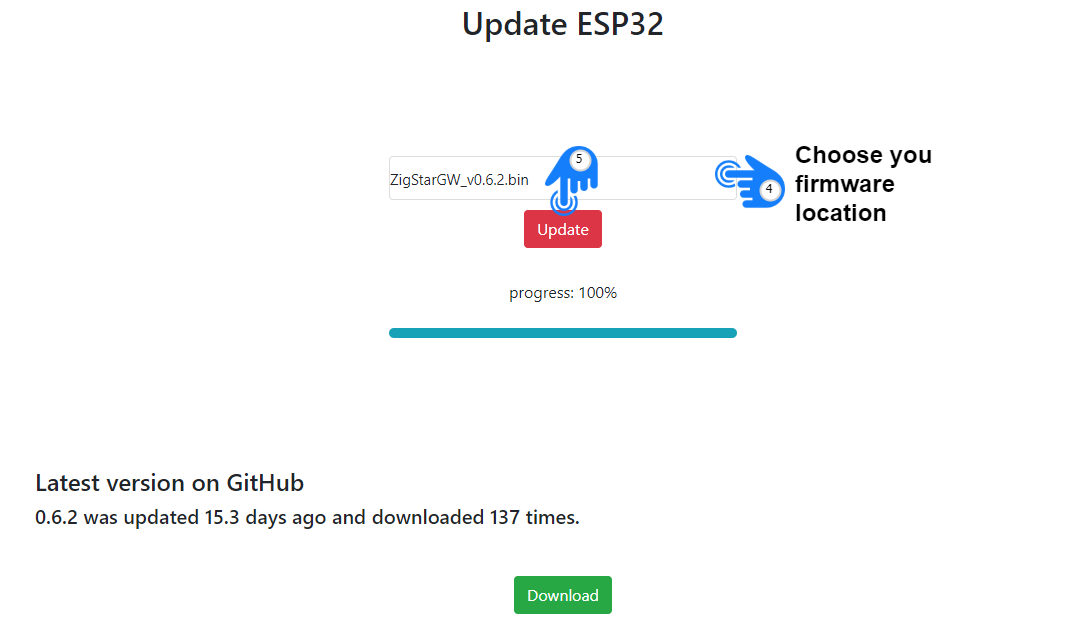 Update ESP32
Choose you
firmware
location
ZigStarGW_v0.6.2.bin
5
4
Update
progress: 100%
Latest version on GitHub
0.6.2 was updated 15.3 days ago and downloaded 137 times.
Download